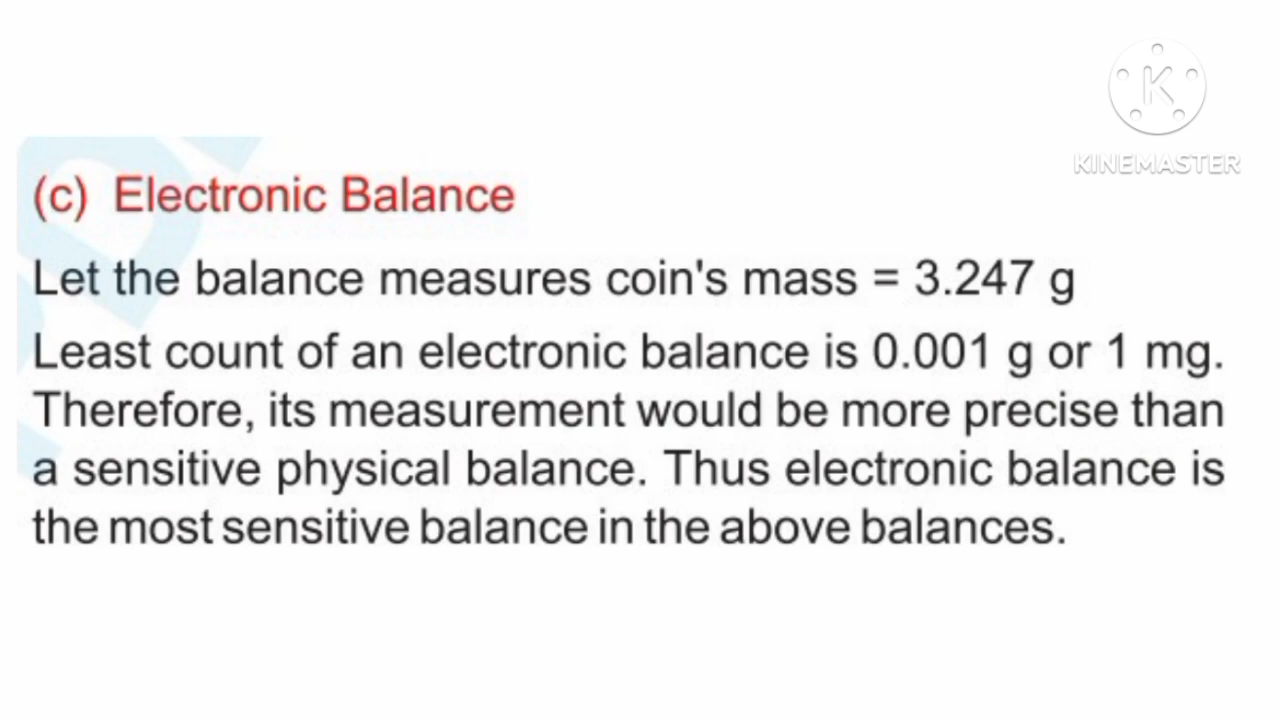 K
KINEMASTER
(c) Electronic Balance
Let the balance measures coin's mass = 3.247 g
Least count of an electronic balance is 0.001 g or 1 mg.
Therefore, its measurement would be more precise than
a sensitive physical balance. Thus electronic balance is
the most sensitive balance in the above balances.